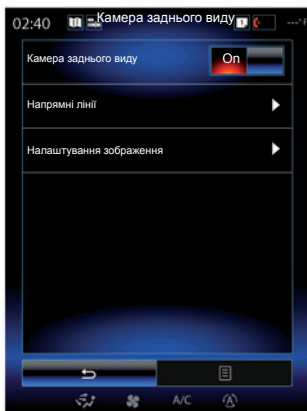 02:40 Камера заднього виду ---°F
Камера заднього виду On
Напрямні лінії
Налаштування зображення
A/C